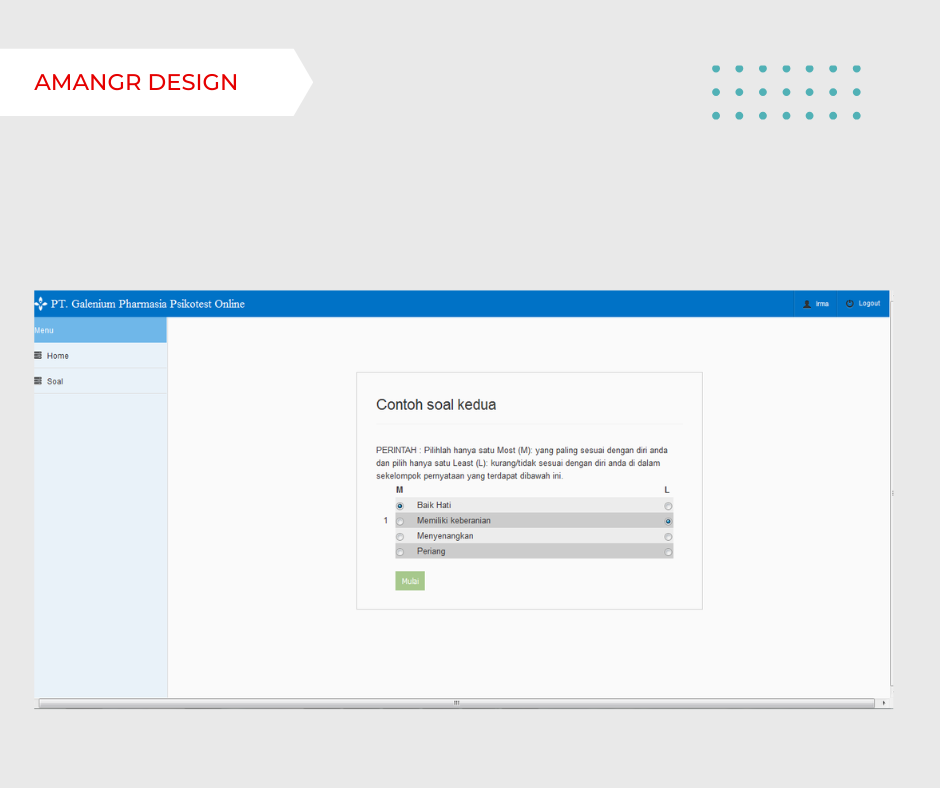 AMANGR DESIGN
PT. Galenium Pharmasia Psikotest Online
Irma
Logout
Menu
Home
Soal
Contoh soal kedua
PERINTAH : Pilihlah hanya satu Most (M): yang paling sesuai dengan diri anda
dan pilih hanya satu Least (L): kurang/tidak sesuai dengan diri anda di dalam
sekelompok pernyataan yang terdapat dibawah ini.
M L
Baik Hati
1 Memiliki keberanian
Menyenangkan
Periang
Mulai